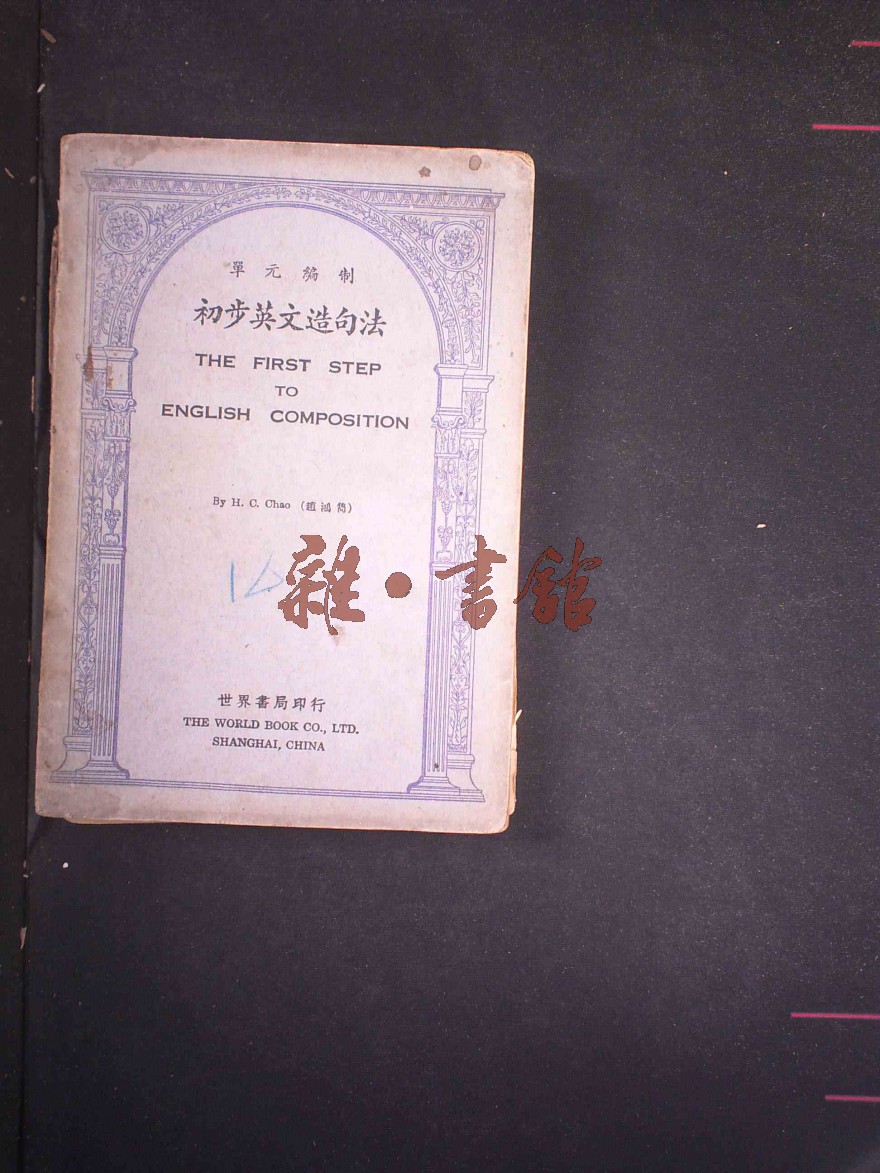 單元編制
初步英文造句法
THE FIRST STEP
TO
ENGLISH COMPOSITION
By H. C. Chao (趙鴻雋)
雜·書館
世界書局印行
THE WORLD BOOK CO., LTD.
SHANGHAI, CHINA